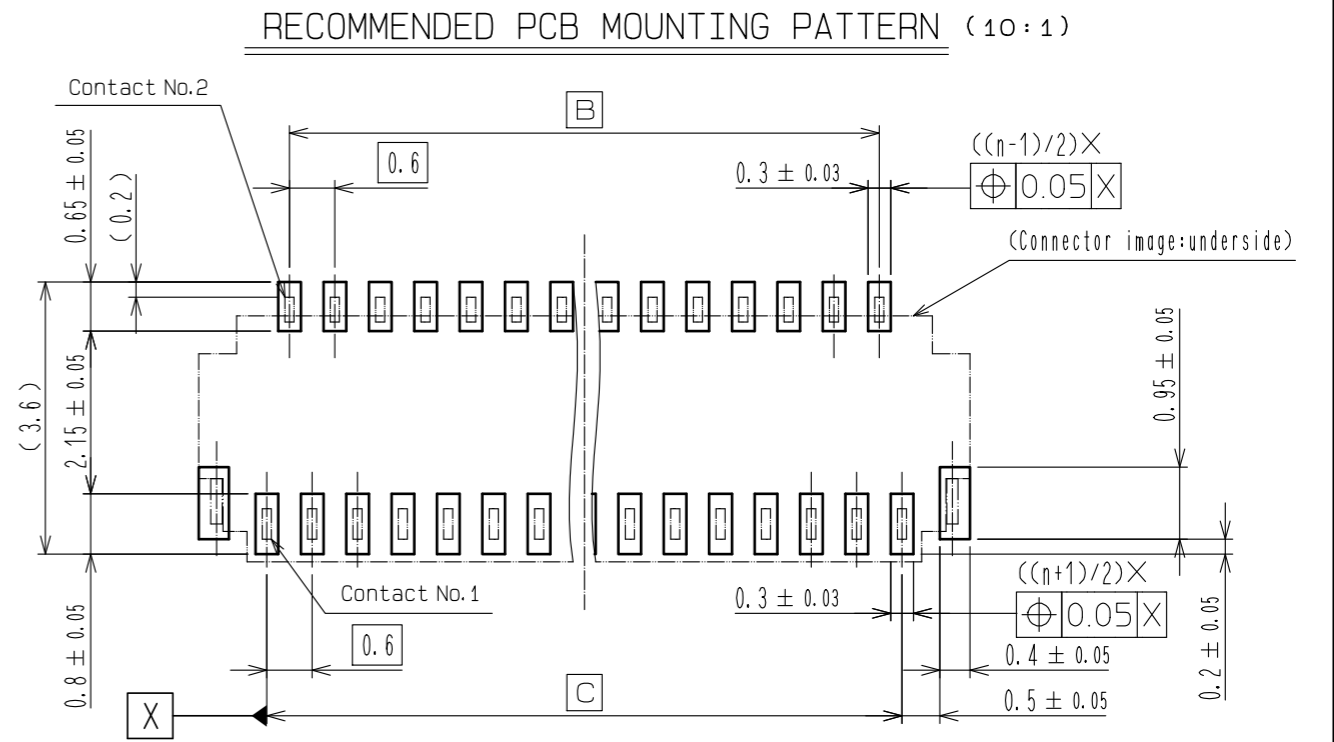 RECOMMENDED PCB MOUNTING PATTERN (10:1)
Contact No.2
B
0.6
0.3 ± 0.03
((n-1)/2)X
⌖ 0.05 X
(Connector image:underside)
0.65 ± 0.05
(0.2)
(3.6)
2.15 ± 0.05
0.95 ± 0.05
Contact No.1
0.3 ± 0.03
((n+1)/2)X
⌖ 0.05 X
0.8 ± 0.05
0.6
0.4 ± 0.05
0.2 ± 0.05
X
C
0.5 ± 0.05